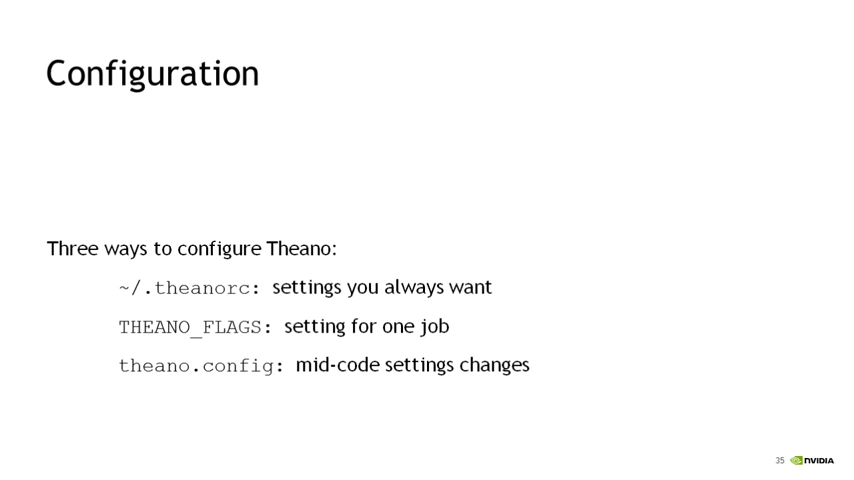 Configuration
Three ways to configure Theano:
~/.theanorc: settings you always want
THEANO_FLAGS: setting for one job
theano.config: mid-code settings changes
35 NVIDIA